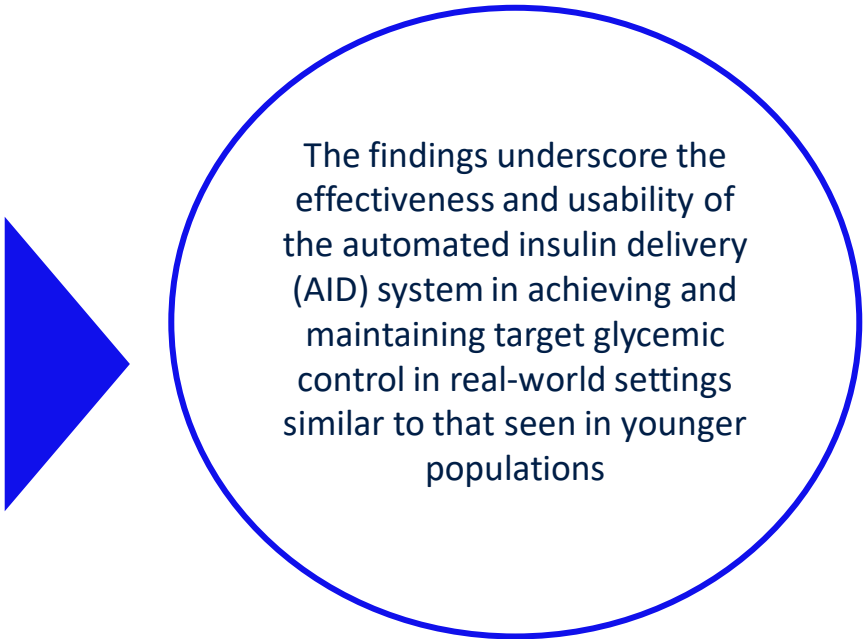 The findings underscore the
effectiveness and usability of
the automated insulin delivery
(AID) system in achieving and
maintaining target glycemic
control in real-world settings
similar to that seen in younger
populations